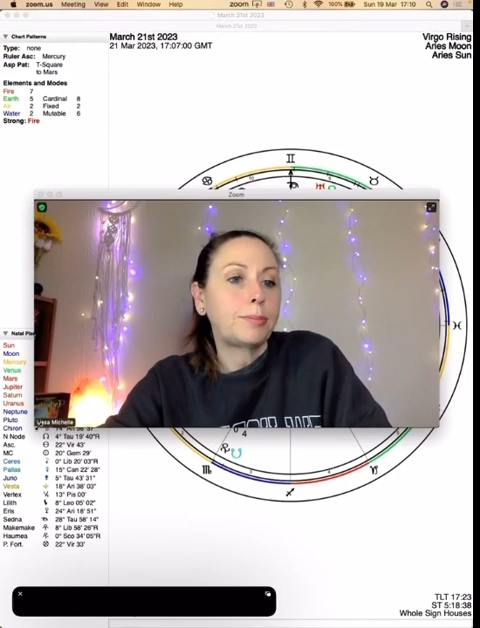 zoom.us Meeting View Edit Window Help 100% Sun 19 Mar 17:10
March 21st 2023
March 21st 2023
Chart Patterns
Type: none
Ruler Asc: Mercury
Asp Pat: T-Square
to Mars
Elements and Modes
Fire 7
Earth 5 Cardinal 8
Air 2 Fixed 2
Water 2 Mutable 6
Strong: Fire
March 21st 2023
21 Mar 2023, 17:07:00 GMT
Virgo Rising
Aries Moon
Aries Sun
Zoom
Natal
Sun
Moon
Mercury
Venus
Mars
Jupiter
Saturn
Uranus
Neptune
Pluto
Chiron
N Node 4° Tau 19' 40"R
Asc. 22° Vir 43'
MC 20° Gem 29'
Ceres 0° Lib 20' 03"R
Pallas 15° Can 22' 28"
Juno 5° Tau 43' 31"
Vesta 18° Ari 38' 03"
Vertex 13° Pis 00'
Lilith 8° Leo 05' 02"
Eris 24° Ari 18' 51"
Sedna 28° Tau 58' 14"
Makemake 8° Lib 58' 26"R
Haumea 0° Sco 34' 05"R
P. Fort. 22° Vir 33'
4
TLT 17:23
ST 5:18:38
Whole Sign Houses